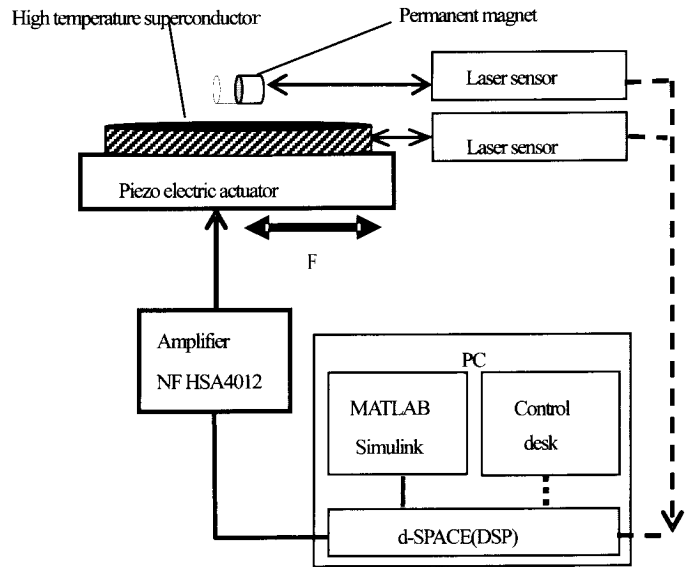 High temperature superconductor
Permanent magnet
Laser sensor
Laser sensor
Piezo electric actuator
F
Amplifier
NF HSA4012
PC
MATLAB
Simulink
Control
desk
d-SPACE(DSP)